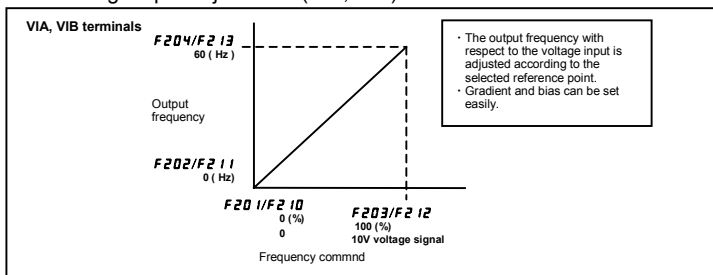 VIA, VIB terminals
F204/F213
60 ( Hz )
Output
frequency
F202/F211
0 ( Hz)
F201/F210
0 (%)
0
F203/F212
100 (%)
10V voltage signal
Frequency commnd
· The output frequency with
respect to the voltage input is
adjusted according to the
selected reference point.
· Gradient and bias can be set
easily.